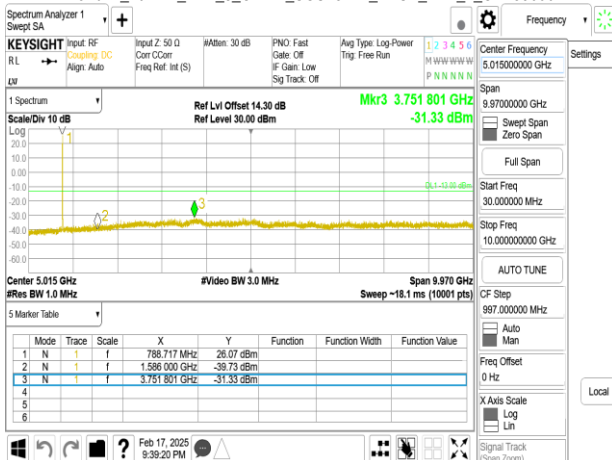 Spectrum Analyzer 1
Swept SA
Frequency
KEYSIGHT
RL
LXI
Input: RF
Coupling: DC
Align: Auto
Input Z: 50 Ω
Corr CCorr
Freq Ref: Int (S)
#Atten: 30 dB
PNO: Fast
Gate: Off
IF Gain: Low
Sig Track: Off
Avg Type: Log-Power
Trig: Free Run
1 2 3 4 5 6
M W W W W W
P N N N N N
Center Frequency
5.015000000 GHz
Settings
1 Spectrum
Scale/Div 10 dB
Ref Lvl Offset 14.30 dB
Ref Level 30.00 dBm
Mkr3 3.751 801 GHz
-31.33 dBm
Span
9.97000000 GHz
Swept Span
Zero Span
Full Span
Log
20.0
10.0
0.00
-10.0
-20.0
-30.0
-40.0
-50.0
-60.0
1
2
3
DL1 -13.00 dBm
Start Freq
30.000000 MHz
Stop Freq
10.000000000 GHz
AUTO TUNE
Center 5.015 GHz
#Res BW 1.0 MHz
#Video BW 3.0 MHz
Span 9.970 GHz
Sweep ~18.1 ms (10001 pts)
CF Step
997.000000 MHz
Auto
Man
5 Marker Table
Mode Trace Scale X Y Function Function Width Function Value
1 N 1 f 788.717 MHz 26.07 dBm
2 N 1 f 1.586 000 GHz -39.73 dBm
3 N 1 f 3.751 801 GHz -31.33 dBm
4
5
6
Freq Offset
0 Hz
X Axis Scale
Log
Lin
Local
Signal Track
(Span Zoom)
?
Feb 17, 2025
9:39:20 PM